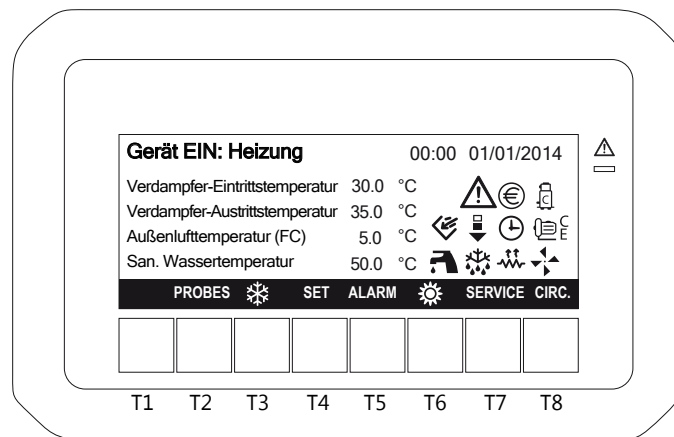 Gerät EIN: Heizung 00:00 01/01/2014
Verdampfer-Eintrittstemperatur 30.0 °C
Verdampfer-Austrittstemperatur 35.0 °C
Außenlufttemperatur (FC) 5.0 °C
San. Wassertemperatur 50.0 °C
€ C
C
E
PROBES SET ALARM SERVICE CIRC.
T1 T2 T3 T4 T5 T6 T7 T8